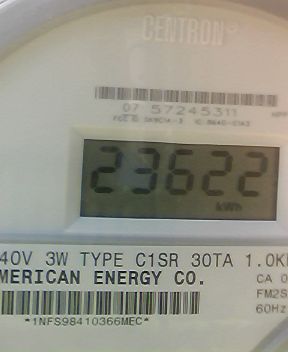 CENTRON
07 57245311
23622
kWh
40V 3W TYPE C1SR 30TA 1.0K
MERICAN ENERGY CO.
CA 0
FM2S
60Hz
*1NFS98410366MEC*